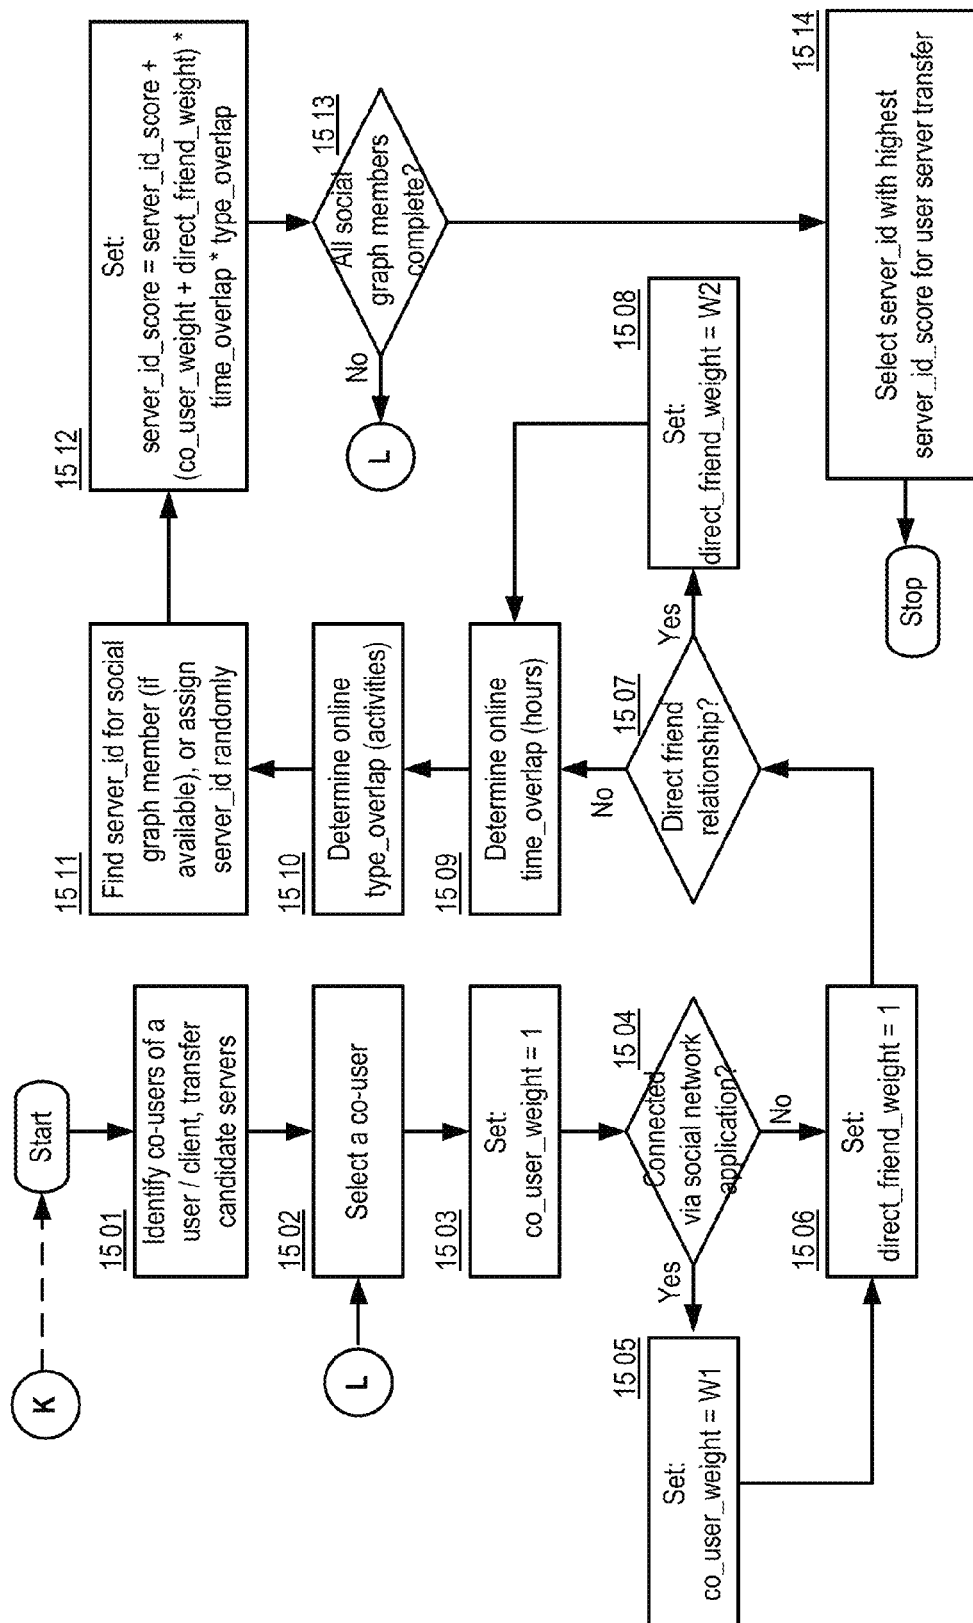 K
Start
15 01
Identify co-users of a
user / client, transfer
candidate servers
L
15 02
Select a co-user
15 03
Set:
co_user_weight = 1
15 04
Connected
via social network
application?
Yes
No
15 05
Set:
co_user_weight = W1
15 06
Set:
direct_friend_weight = 1
15 07
Direct friend
relationship?
Yes
No
15 08
Set:
direct_friend_weight = W2
15 09
Determine online
time_overlap (hours)
15 10
Determine online
type_overlap (activities)
15 11
Find server_id for social
graph member (if
available), or assign
server_id randomly
15 12
Set:
server_id_score = server_id_score +
(co_user_weight + direct_friend_weight) *
time_overlap * type_overlap
15 13
All social
graph members
complete?
No
L
15 14
Select server_id with highest
server_id_score for user server transfer
Stop